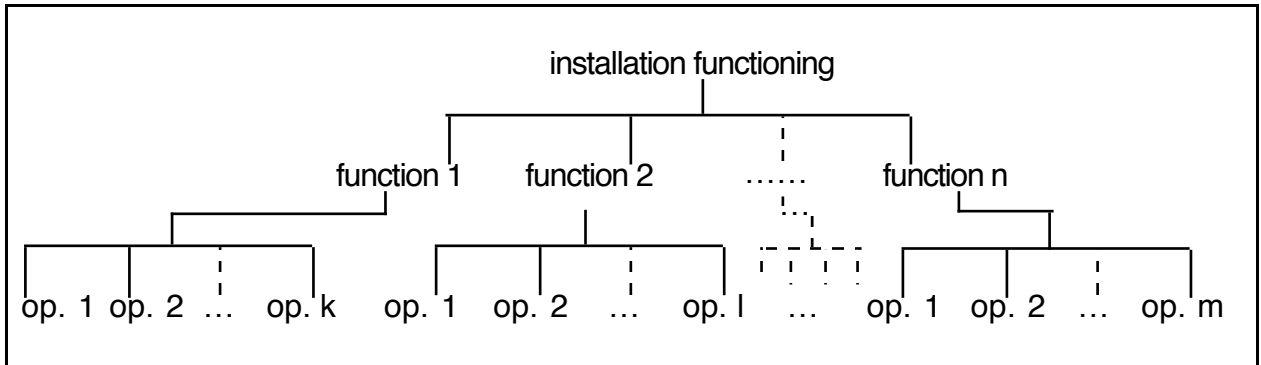 installation functioning
function 1 function 2 ...... function n
op. 1 op. 2 ... op. k op. 1 op. 2 ... op. l ... op. 1 op. 2 ... op. m